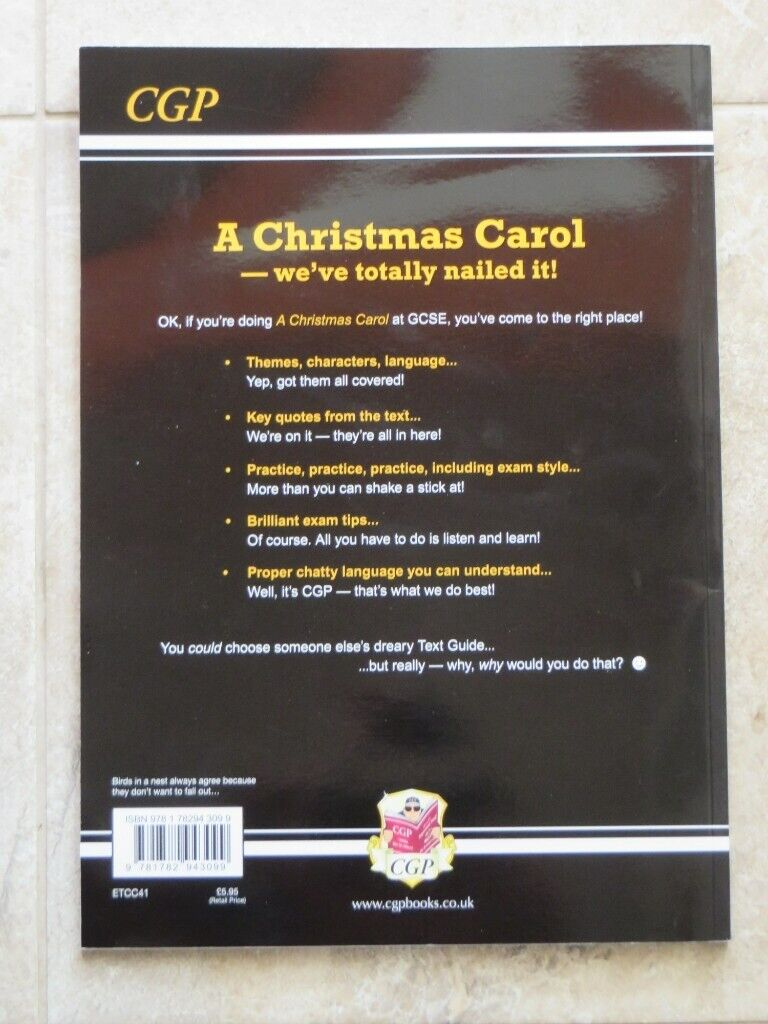 CGP
A Christmas Carol
— we've totally nailed it!
OK, if you're doing A Christmas Carol at GCSE, you've come to the right place!
• Themes, characters, language...
Yep, got them all covered!
• Key quotes from the text...
We're on it — they're all in here!
• Practice, practice, practice, including exam style...
More than you can shake a stick at!
• Brilliant exam tips...
Of course. All you have to do is listen and learn!
• Proper chatty language you can understand...
Well, it's CGP — that's what we do best!
You could choose someone else's dreary Text Guide...
...but really — why, why would you do that?
Birds in a nest always agree because
they don't want to fall out...
ISBN 978 1 78294 309 9
9 781782 943099
ETCC41
£5.95
(Retail Price)
CGP
CGP
www.cgpbooks.co.uk